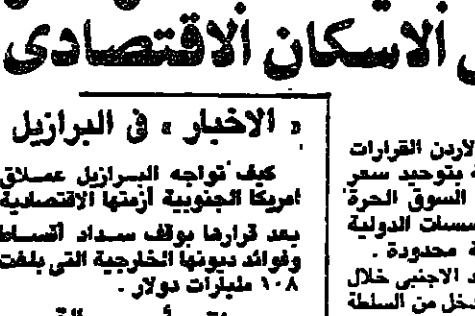 الاسكان الاقتصادى
« الاخبار » فى البرازيل
كيف تواجه البرازيل عملاق
امريكا الجنوبية أزمتها الاقتصادية
بعد قرارها بوقف سداد أقساط
وفوائد ديونها الخارجية التى بلغت
١٠٨ مليارات دولار .
الاردن القرارات
بتوحيد سعر
السوق الحرة
الدولية
محدودة .
الاجنبى خلال
من السلطة